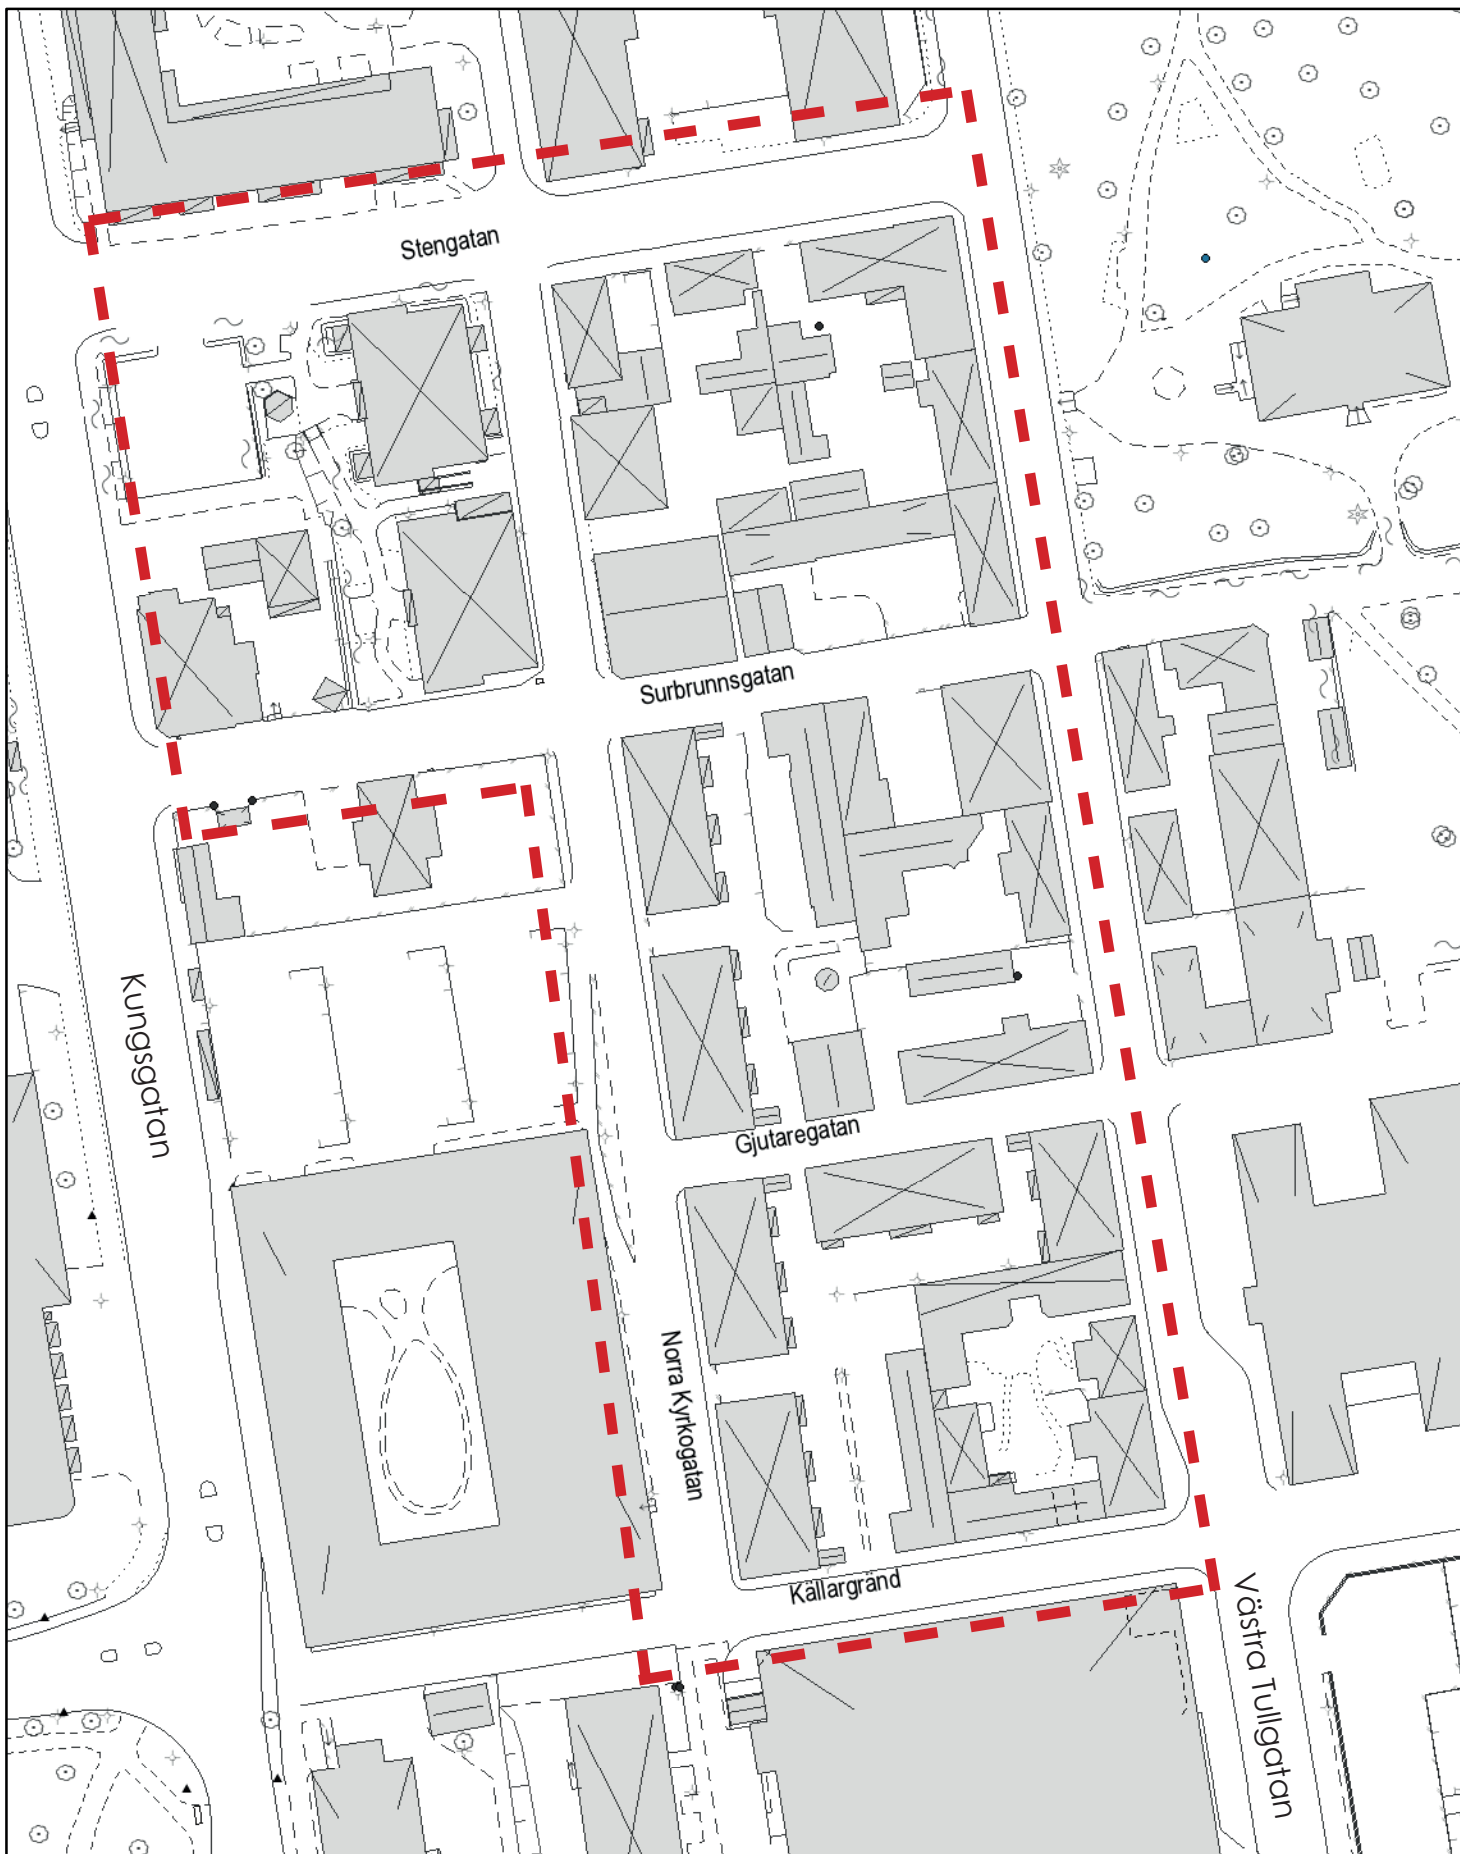 Stengatan
Surbrunnsgatan
Kungsgatan
Gjutaregatan
Norra Kyrkogatan
Källargränd
Västra Tullgatan